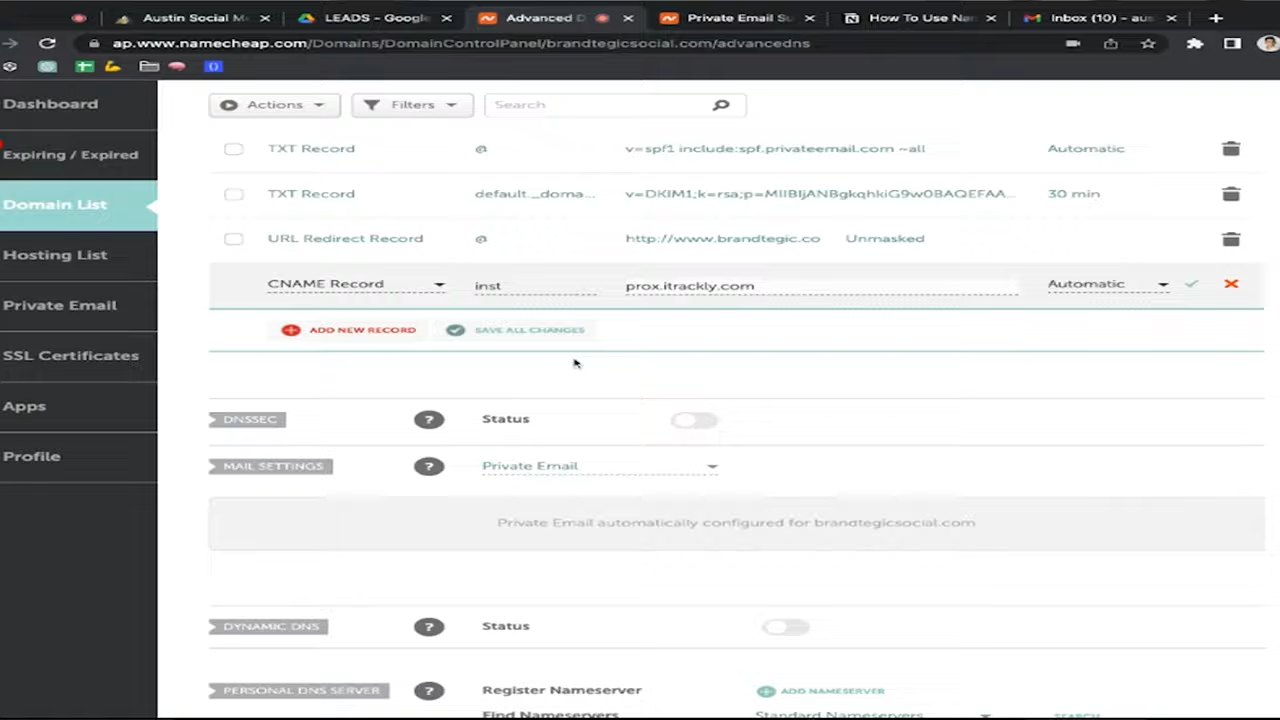 Austin Social M
LEADS - Google
Advanced D
Private Email Su
How To Use Nar
Inbox (10) - aus
ap.www.namecheap.com/Domains/DomainControlPanel/brandtegicsocial.com/advancedns
Dashboard
Expiring / Expired
Domain List
Hosting List
Private Email
SSL Certificates
Apps
Profile
Actions
Filters
Search
TXT Record @ v=spf1 include:spf.privateemail.com ~all Automatic
TXT Record default._doma... v=DKIM1;k=rsa;p=MIIBIjANBgkqhkiG9w0BAQEFAA... 30 min
URL Redirect Record @ http://www.brandtegic.co Unmasked
CNAME Record inst prox.itrackly.com Automatic
ADD NEW RECORD SAVE ALL CHANGES
DNSSEC ? Status
MAIL SETTINGS ? Private Email
Private Email automatically configured for brandtegicsocial.com
DYNAMIC DNS ? Status
PERSONAL DNS SERVER ? Register Nameserver ADD NAMESERVER
Find Nameservers Standard Nameservers SEARCH